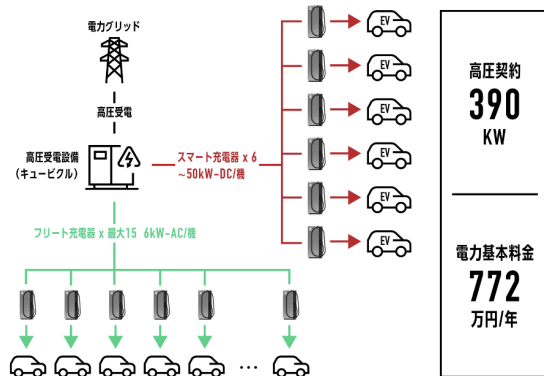 電力グリッド
高圧受電
高圧受電設備
（キュービクル）
スマート充電器 x 6
~50kW-DC/機
フリート充電器 x 最大15 6kW-AC/機
EV
EV
EV
EV
EV
EV
...
高圧契約
390
KW
電力基本料金
772
万円/年